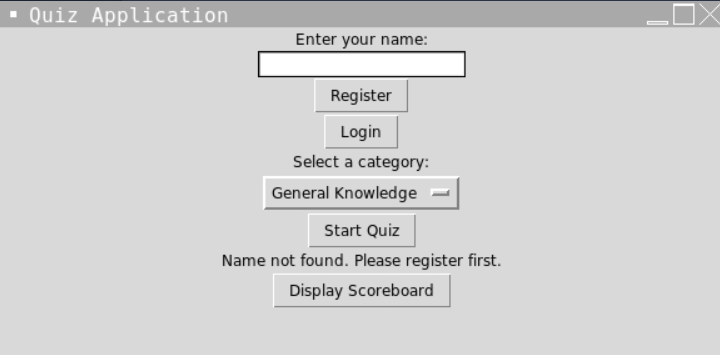 Quiz Application
Enter your name:
Register
Login
Select a category:
General Knowledge
Start Quiz
Name not found. Please register first.
Display Scoreboard